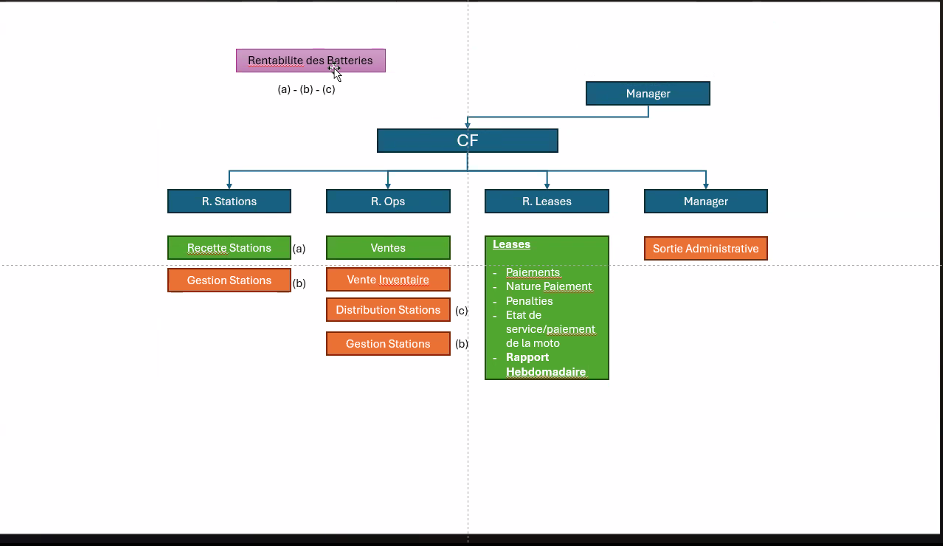 Rentabilite des Batteries
(a) - (b) - (c)
Manager
CF
R. Stations
R. Ops
R. Leases
Manager
Recette Stations
(a)
Gestion Stations
(b)
Ventes
Vente Inventaire
Distribution Stations
(c)
Gestion Stations
(b)
Leases
- Paiements
- Nature Paiement
- Penalties
- Etat de
service/paiement
de la moto
- Rapport
Hebdomadaire
Sortie Administrative